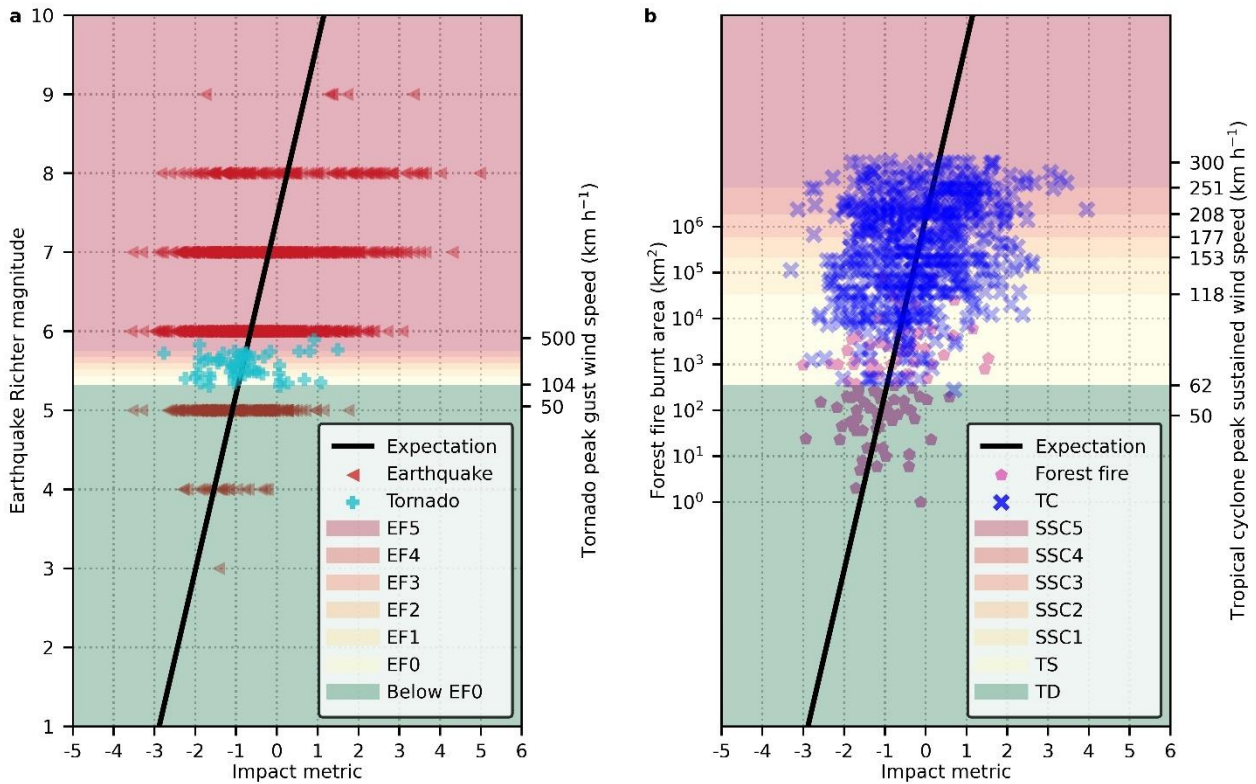 a
10
9
8
7
6
5
4
3
2
1
Earthquake Richter magnitude
-5 -4 -3 -2 -1 0 1 2 3 4 5 6
Impact metric
500
104
50
Tornado peak gust wind speed (km h⁻¹)
Expectation
Earthquake
Tornado
EF5
EF4
EF3
EF2
EF1
EF0
Below EF0
b
10⁶
10⁵
10⁴
10³
10²
10¹
10⁰
Forest fire burnt area (km²)
-5 -4 -3 -2 -1 0 1 2 3 4 5 6
Impact metric
300
251
208
177
153
118
62
50
Tropical cyclone peak sustained wind speed (km h⁻¹)
Expectation
Forest fire
TC
SSC5
SSC4
SSC3
SSC2
SSC1
TS
TD